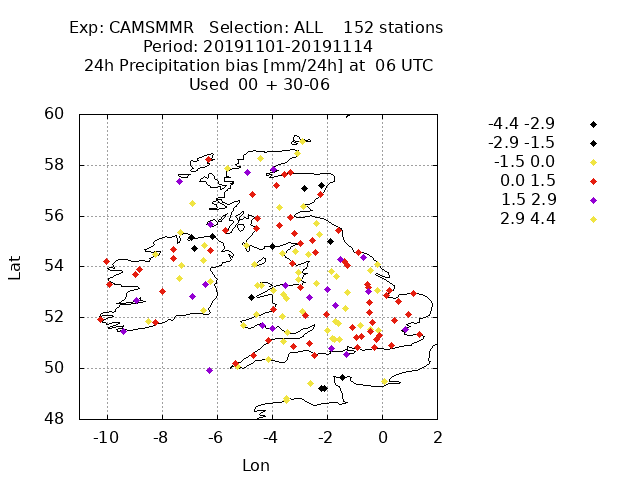 Exp: CAMSMMR Selection: ALL 152 stations
Period: 20191101-20191114
24h Precipitation bias [mm/24h] at 06 UTC
Used 00 + 30-06
-4.4 -2.9
-2.9 -1.5
-1.5 0.0
0.0 1.5
1.5 2.9
2.9 4.4
60
58
56
54
52
50
48
Lat
-10 -8 -6 -4 -2 0 2
Lon